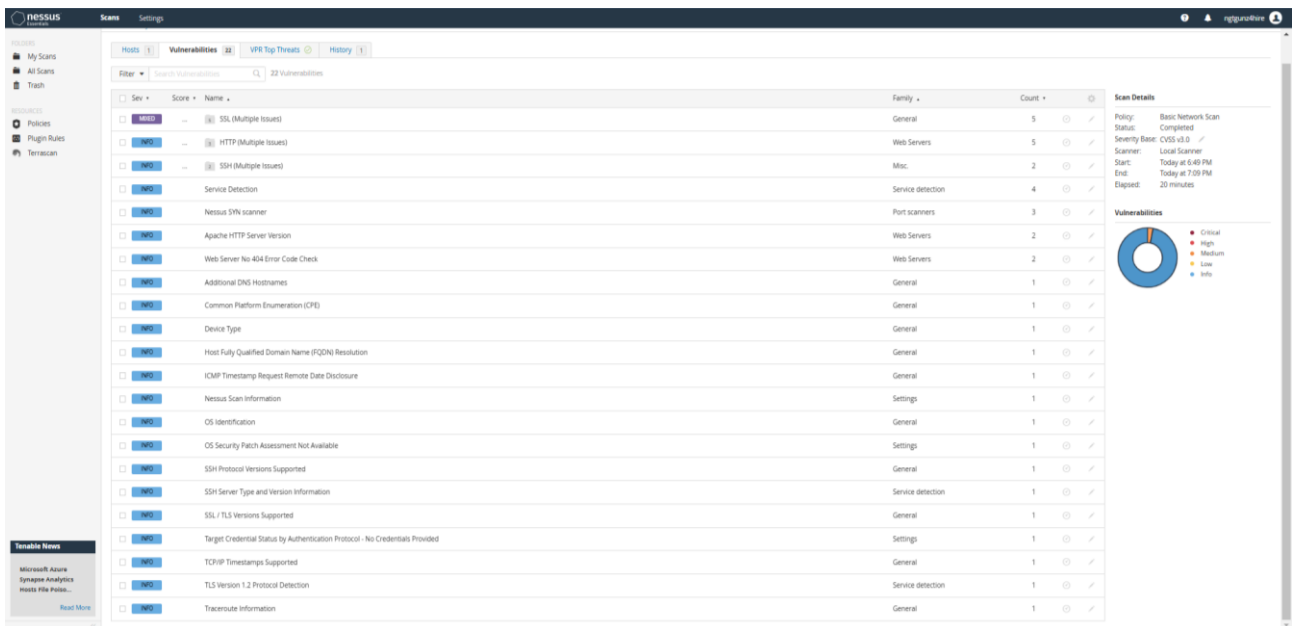 nessus
Essentials
Scans Settings
ngtguru4hire
FOLDERS
My Scans
All Scans
Trash
RESOURCES
Policies
Plugin Rules
Terrascan
Tenable News
Microsoft Azure
Synapse Analytics
Hosts File Poiso...
Read More
Hosts 1 Vulnerabilities 22 VPR Top Threats History 1
Filter Search Vulnerabilities 22 Vulnerabilities
Sev Score Name Family Count
MIXED ... SSL (Multiple Issues) General 5
INFO ... HTTP (Multiple Issues) Web Servers 5
INFO ... SSH (Multiple Issues) Misc. 2
INFO Service Detection Service detection 4
INFO Nessus SYN scanner Port scanners 3
INFO Apache HTTP Server Version Web Servers 2
INFO Web Server No 404 Error Code Check Web Servers 2
INFO Additional DNS Hostnames General 1
INFO Common Platform Enumeration (CPE) General 1
INFO Device Type General 1
INFO Host Fully Qualified Domain Name (FQDN) Resolution General 1
INFO ICMP Timestamp Request Remote Date Disclosure General 1
INFO Nessus Scan Information Settings 1
INFO OS Identification General 1
INFO OS Security Patch Assessment Not Available Settings 1
INFO SSH Protocol Versions Supported General 1
INFO SSH Server Type and Version Information Service detection 1
INFO SSL / TLS Versions Supported General 1
INFO Target Credential Status by Authentication Protocol - No Credentials Provided Settings 1
INFO TCP/IP Timestamps Supported General 1
INFO TLS Version 1.2 Protocol Detection Service detection 1
INFO Traceroute Information General 1
Scan Details
Policy: Basic Network Scan
Status: Completed
Severity Base: CVSS v3.0
Scanner: Local Scanner
Start: Today at 6:49 PM
End: Today at 7:09 PM
Elapsed: 20 minutes
Vulnerabilities
Critical
High
Medium
Low
Info